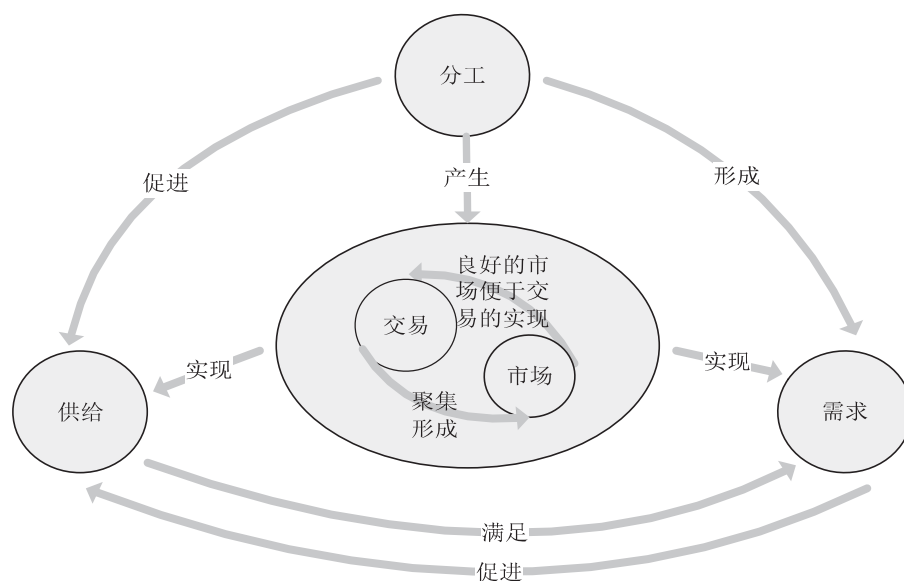 分工
促进
产生
形成
良好的市
场便于交
易的实现
交易
市场
实现
实现
聚集
形成
供给
需求
满足
促进